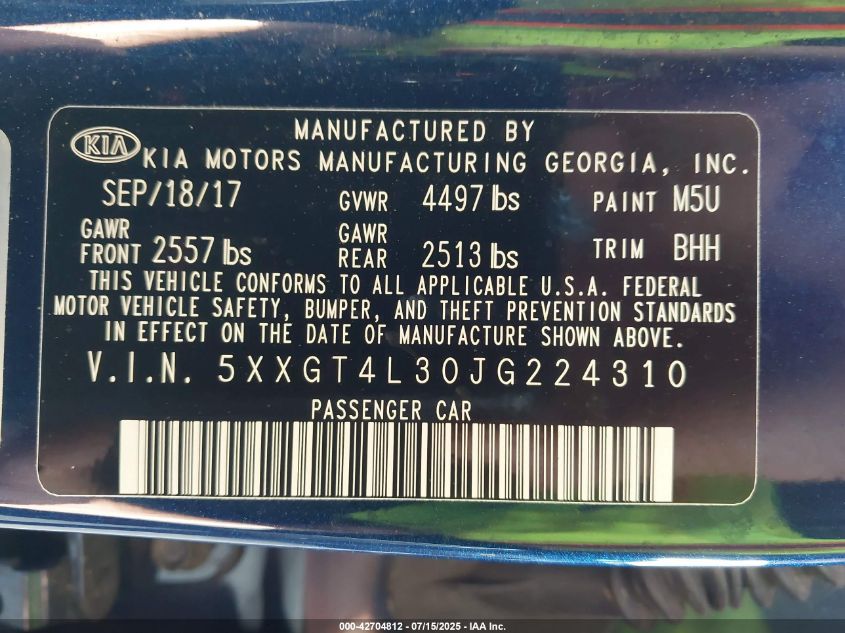 MANUFACTURED BY
KIA KIA MOTORS MANUFACTURING GEORGIA, INC.
SEP/18/17 GVWR 4497 lbs PAINT M5U
GAWR FRONT 2557 lbs GAWR REAR 2513 lbs TRIM BHH
THIS VEHICLE CONFORMS TO ALL APPLICABLE U.S.A. FEDERAL
MOTOR VEHICLE SAFETY, BUMPER, AND THEFT PREVENTION STANDARDS
IN EFFECT ON THE DATE OF MANUFACTURE SHOWN ABOVE.
V.I.N. 5XXGT4L30JG224310
PASSENGER CAR
000-42704812 - 07/15/2025 - IAA Inc.